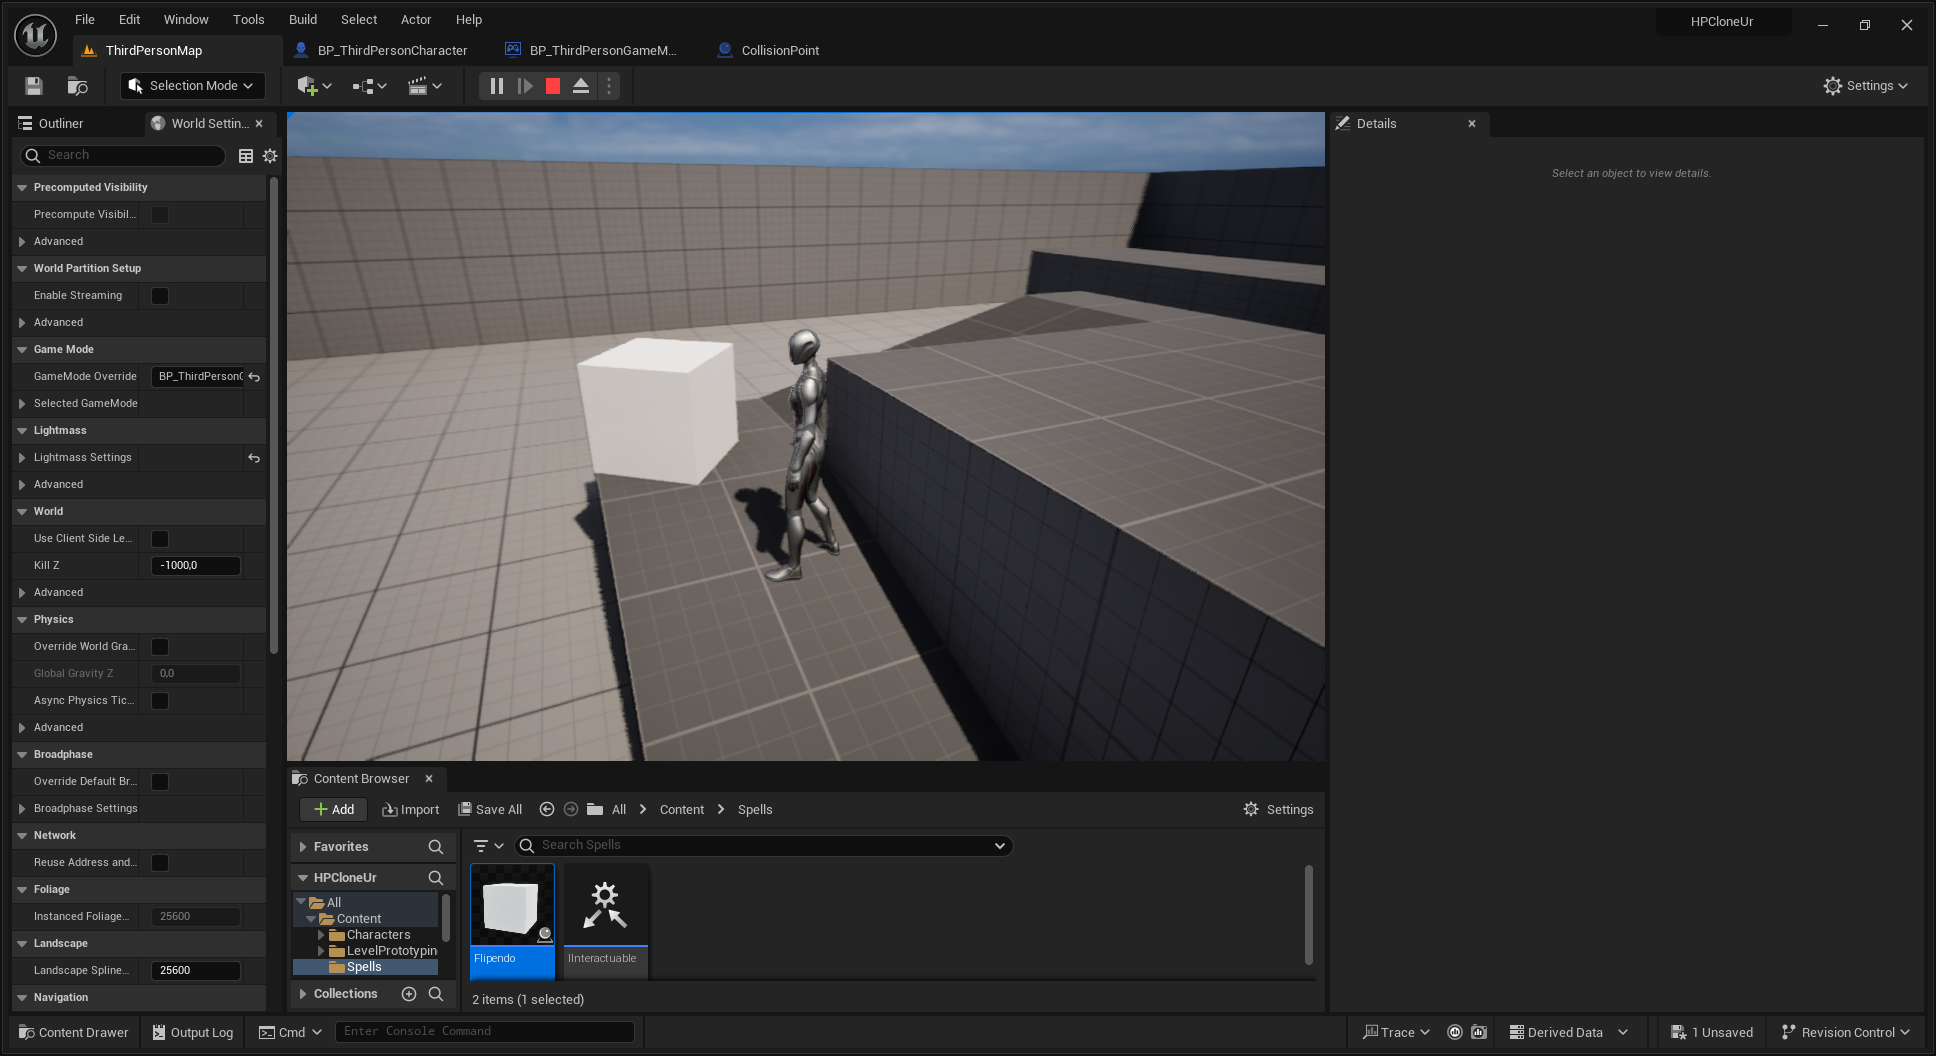 File Edit Window Tools Build Select Actor Help
HPCloneUr
ThirdPersonMap
BP_ThirdPersonCharacter
BP_ThirdPersonGameM...
CollisionPoint
Selection Mode
Settings
Outliner
World Settin...
Details
Search
Select an object to view details.
Precomputed Visibility
Precompute Visibil...
Advanced
World Partition Setup
Enable Streaming
Advanced
Game Mode
GameMode Override BP_ThirdPersonG
Selected GameMode
Lightmass
Lightmass Settings
Advanced
World
Use Client Side Le...
Kill Z -1000,0
Advanced
Physics
Override World Gra...
Global Gravity Z 0,0
Async Physics Tic...
Advanced
Broadphase
Override Default Br...
Broadphase Settings
Network
Reuse Address and...
Foliage
Instanced Foliage... 25600
Landscape
Landscape Spline... 25600
Navigation
Content Browser
Add Import Save All All Content Spells Settings
Favorites
HPCloneUr
All
Content
Characters
LevelPrototypin
Spells
Collections
Search Spells
Flipendo
IInteractuable
2 items (1 selected)
Content Drawer Output Log Cmd Enter Console Command Trace Derived Data 1 Unsaved Revision Control